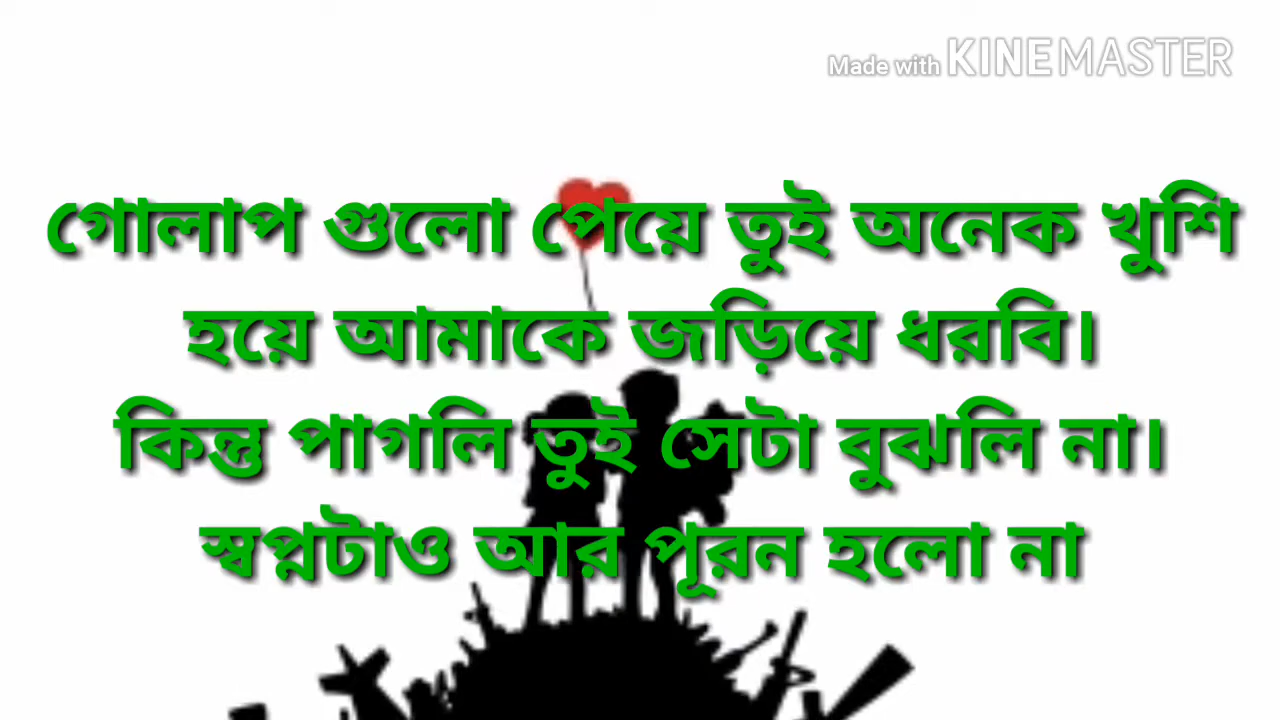 Made with KINEMASTER
গোলাপ গুলো পেয়ে তুই অনেক খুশি
হয়ে আমাকে জড়িয়ে ধরবি।
কিন্তু পাগলি তুই সেটা বুঝলি না।
স্বপ্নটাও আর পূরন হলো না